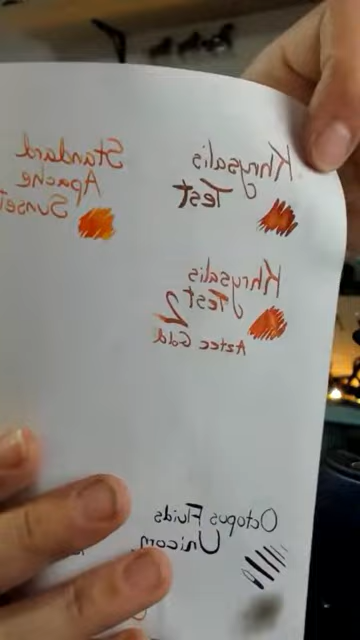 Khrysalis
Test
Standard
Apache
Sunset
Khrysalis
Test
2
Aztec Gold
Octopus Fluids
Unicorn